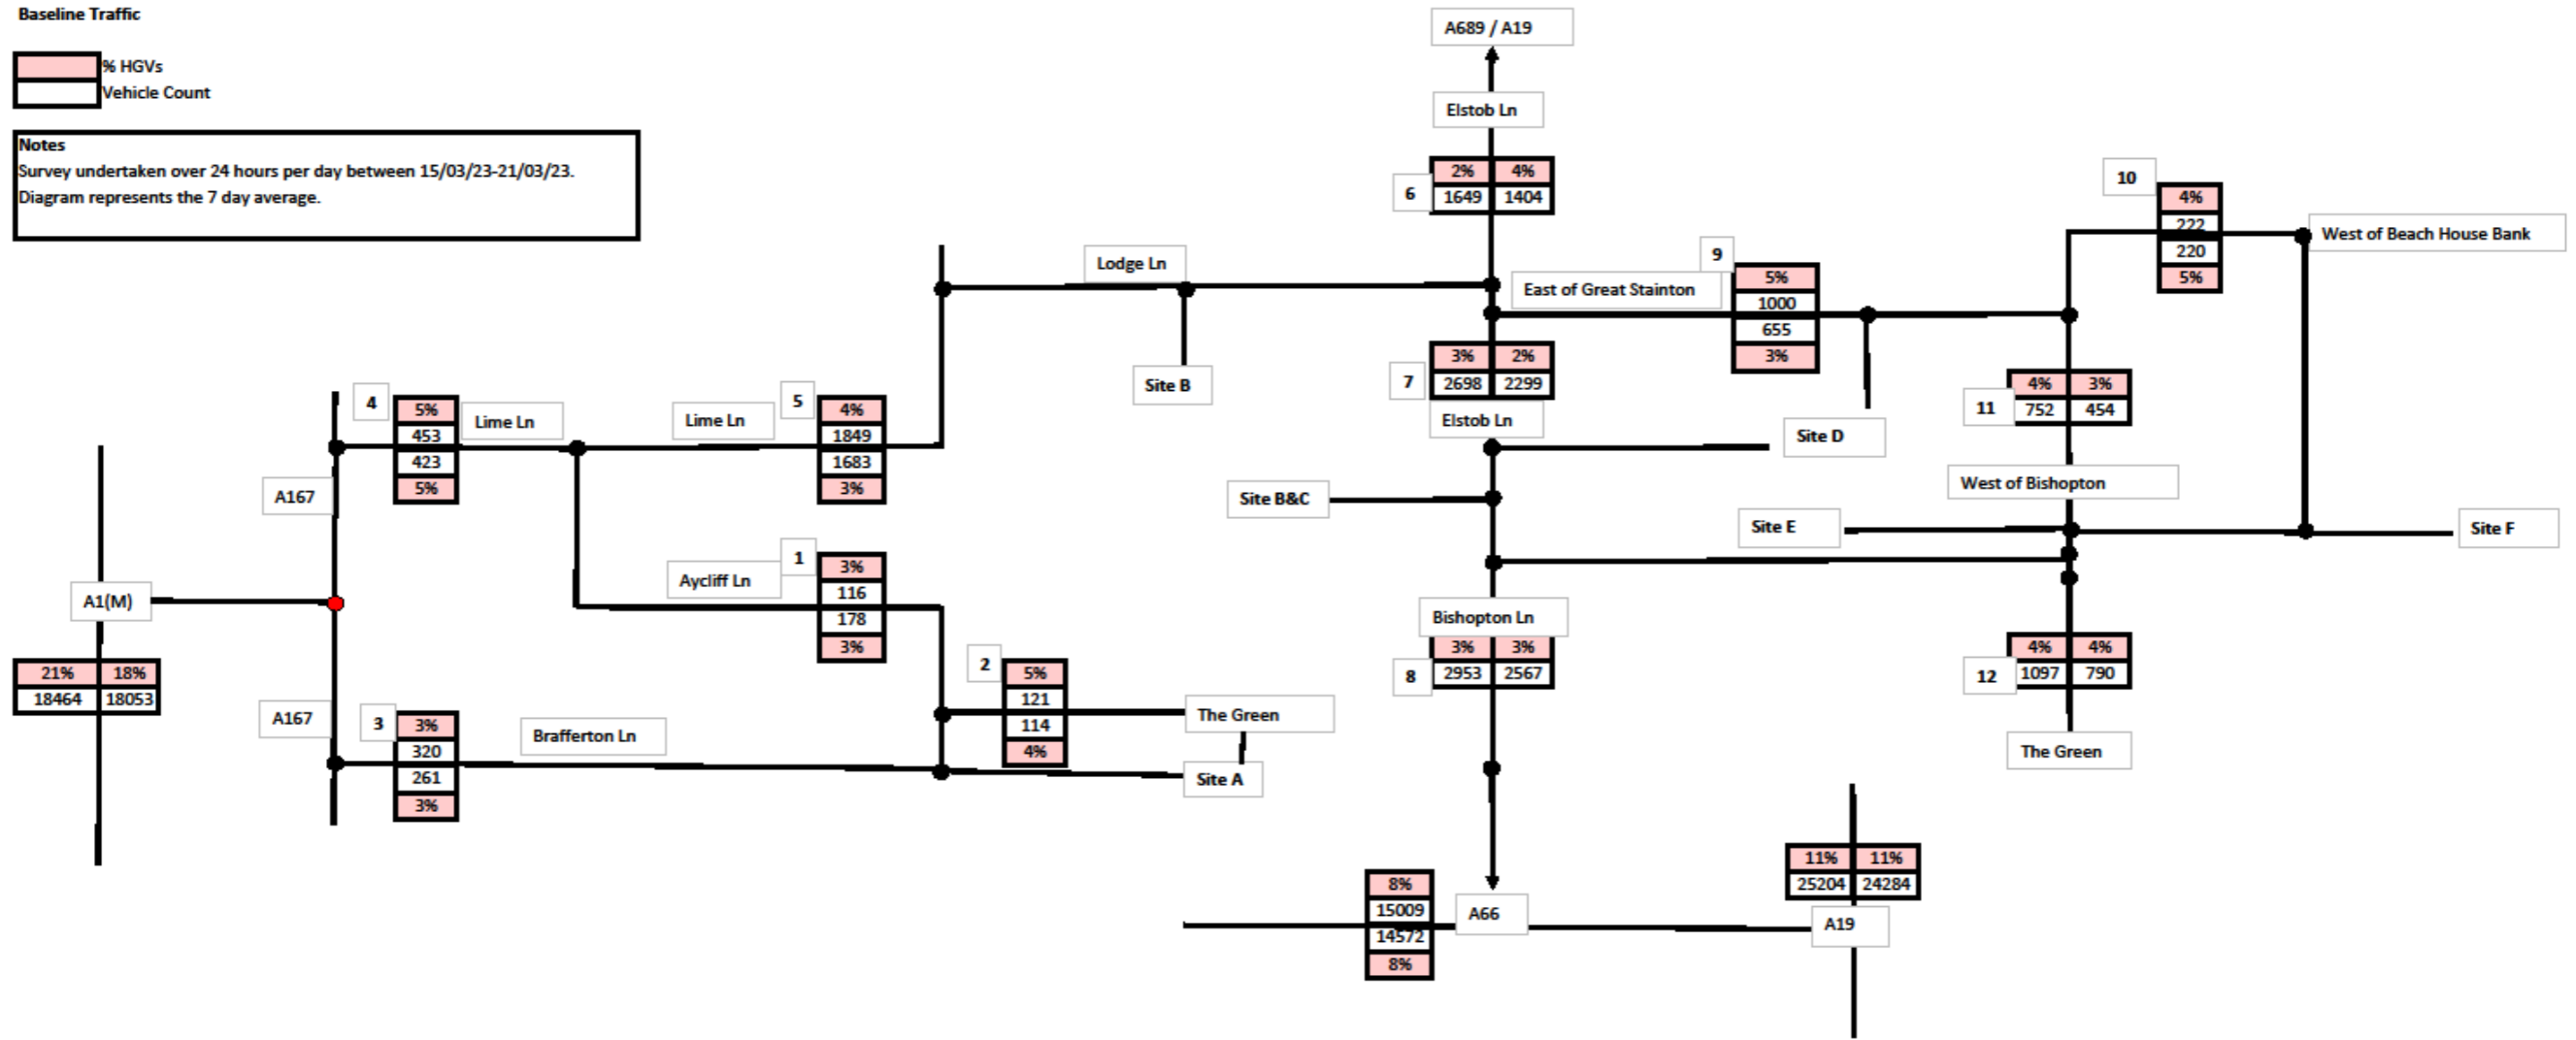 Baseline Traffic
% HGVs
Vehicle Count
Notes
Survey undertaken over 24 hours per day between 15/03/23-21/03/23.
Diagram represents the 7 day average.
A689 / A19
Elstob Ln
6
2% 4%
1649 1404
10
4%
222
220
5%
West of Beach House Bank
Lodge Ln
Site B
East of Great Stainton
9
5%
1000
655
3%
7
3% 2%
2698 2299
Elstob Ln
4
5%
453
423
5%
Lime Ln
Lime Ln
5
4%
1849
1683
3%
11
4% 3%
752 454
Site D
West of Bishopton
Site B&C
Site E
Site F
A167
A1(M)
21% 18%
18464 18053
Aycliff Ln
1
3%
116
178
3%
2
5%
121
114
4%
The Green
Site A
A167
3
3%
320
261
3%
Brafferton Ln
Bishopton Ln
8
3% 3%
2953 2567
12
4% 4%
1097 790
The Green
8%
15009
14572
8%
A66
11% 11%
25204 24284
A19